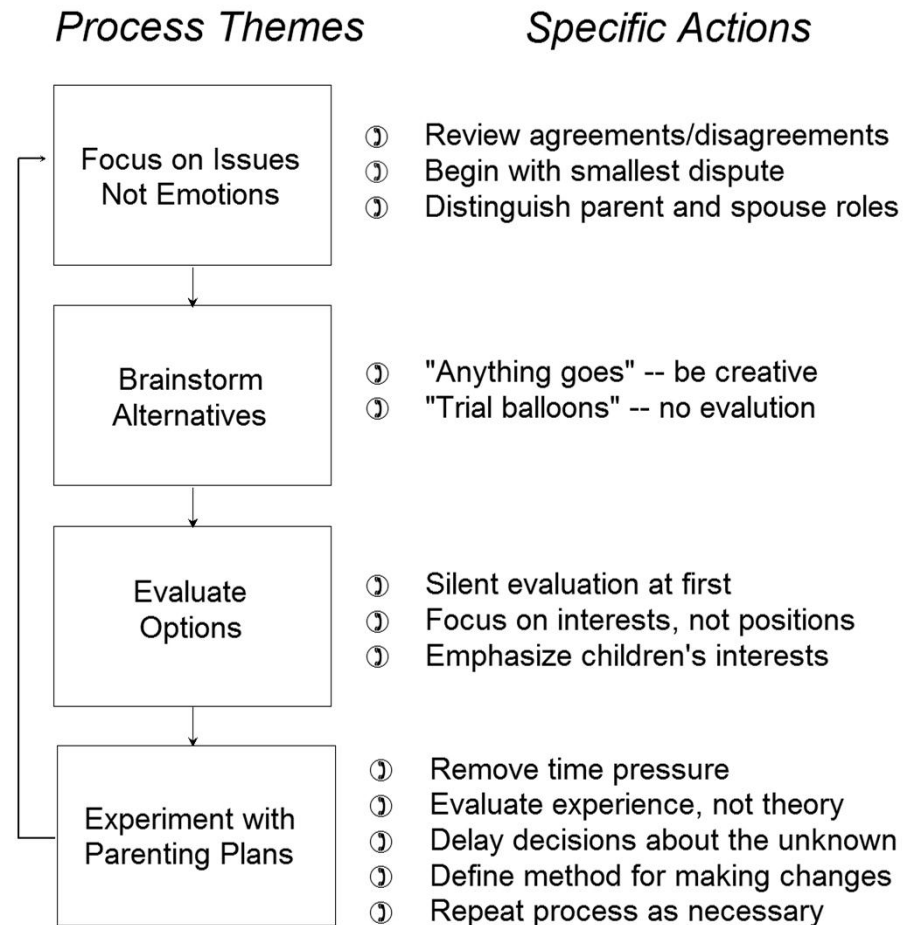 Process Themes
Specific Actions
Focus on Issues
Not Emotions
Review agreements/disagreements
Begin with smallest dispute
Distinguish parent and spouse roles
Brainstorm
Alternatives
"Anything goes" -- be creative
"Trial balloons" -- no evalution
Evaluate
Options
Silent evaluation at first
Focus on interests, not positions
Emphasize children's interests
Experiment with
Parenting Plans
Remove time pressure
Evaluate experience, not theory
Delay decisions about the unknown
Define method for making changes
Repeat process as necessary